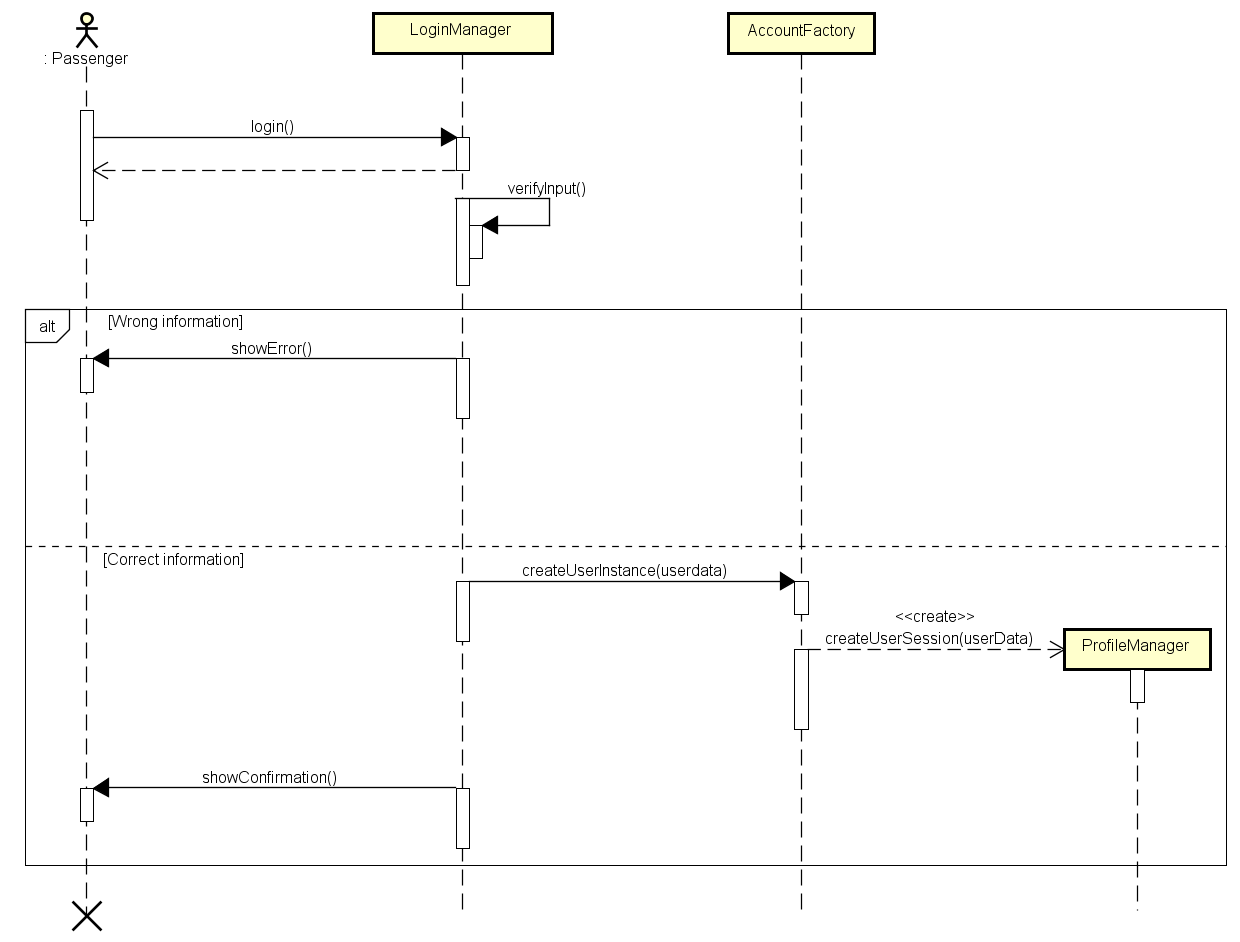 : Passenger
LoginManager
AccountFactory
login()
verifyInput()
alt
[Wrong information]
showError()
[Correct information]
createUserInstance(userdata)
<<create>>
createUserSession(userData)
ProfileManager
showConfirmation()